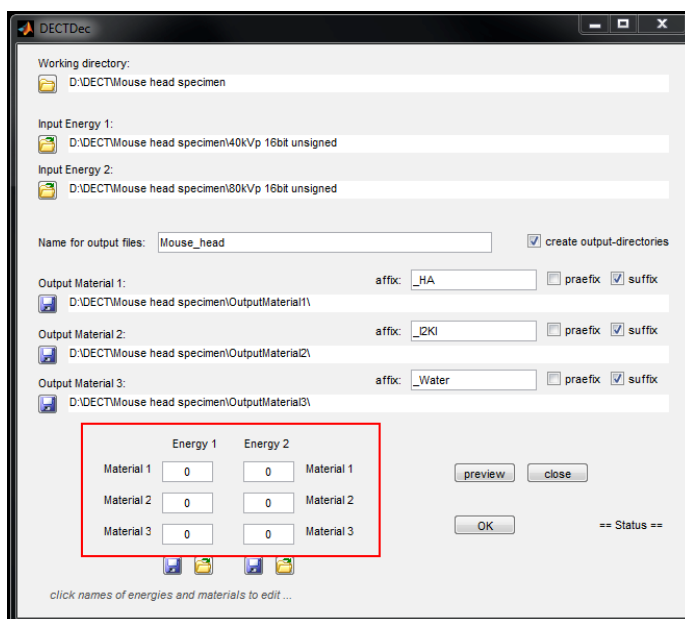 DECTDec
Working directory:
D:\DECT\Mouse head specimen
Input Energy 1:
D:\DECT\Mouse head specimen\40kVp 16bit unsigned
Input Energy 2:
D:\DECT\Mouse head specimen\80kVp 16bit unsigned
Name for output files: Mouse_head create output-directories
Output Material 1: affix: _HA praefix suffix
D:\DECT\Mouse head specimen\OutputMaterial1\
Output Material 2: affix: _I2KI praefix suffix
D:\DECT\Mouse head specimen\OutputMaterial2\
Output Material 3: affix: _Water praefix suffix
D:\DECT\Mouse head specimen\OutputMaterial3\
Energy 1 Energy 2
Material 1 0 0 Material 1 preview close
Material 2 0 0 Material 2
Material 3 0 0 Material 3 OK == Status ==
click names of energies and materials to edit ...